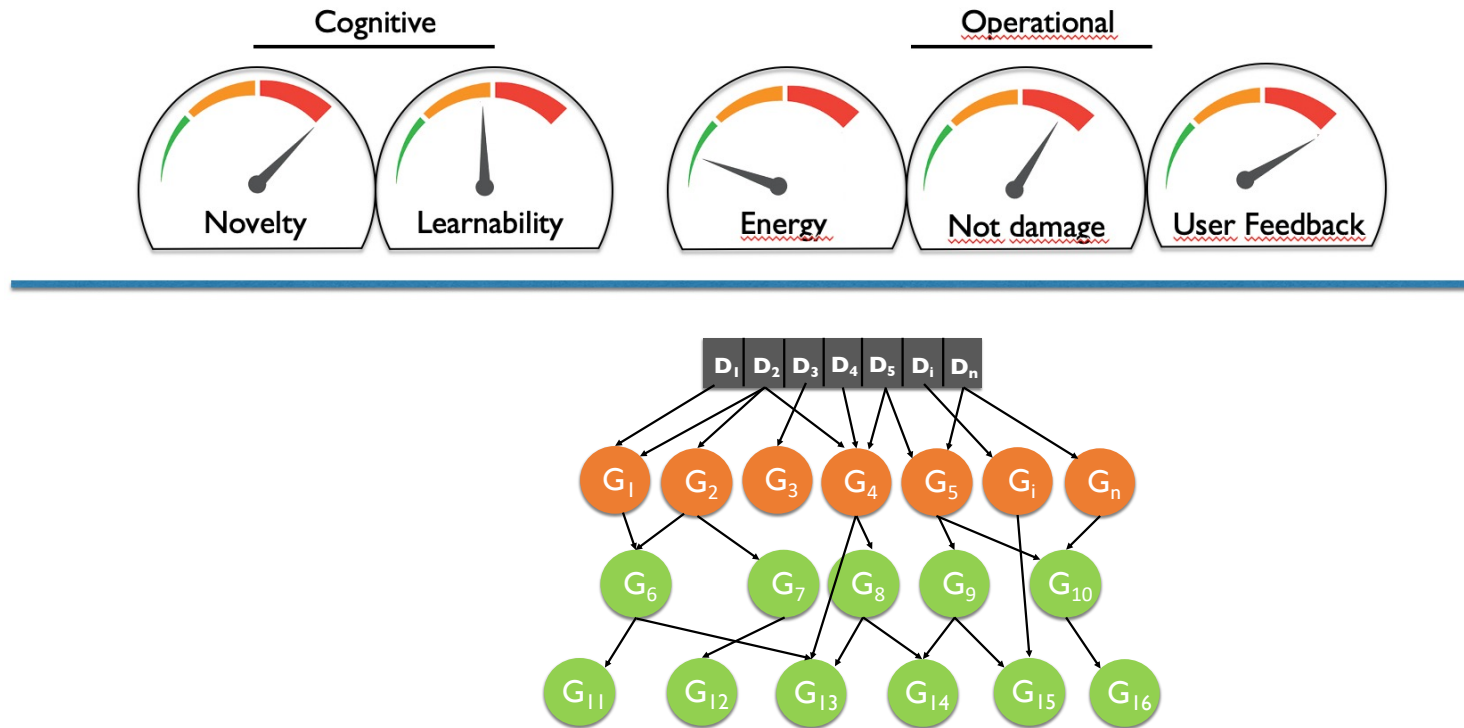 Cognitive Operational
Novelty Learnability Energy Not damage User Feedback
D₁ D₂ D₃ D₄ D₅ Dᵢ Dₙ
G₁ G₂ G₃ G₄ G₅ Gᵢ Gₙ
G₆ G₇ G₈ G₉ G₁₀
G₁₁ G₁₂ G₁₃ G₁₄ G₁₅ G₁₆